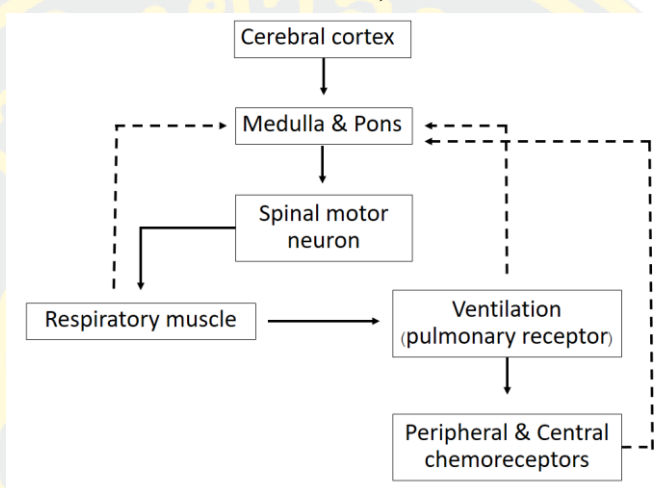 Cerebral cortex
Medulla & Pons
Spinal motor
neuron
Respiratory muscle
Ventilation
(pulmonary receptor)
Peripheral & Central
chemoreceptors